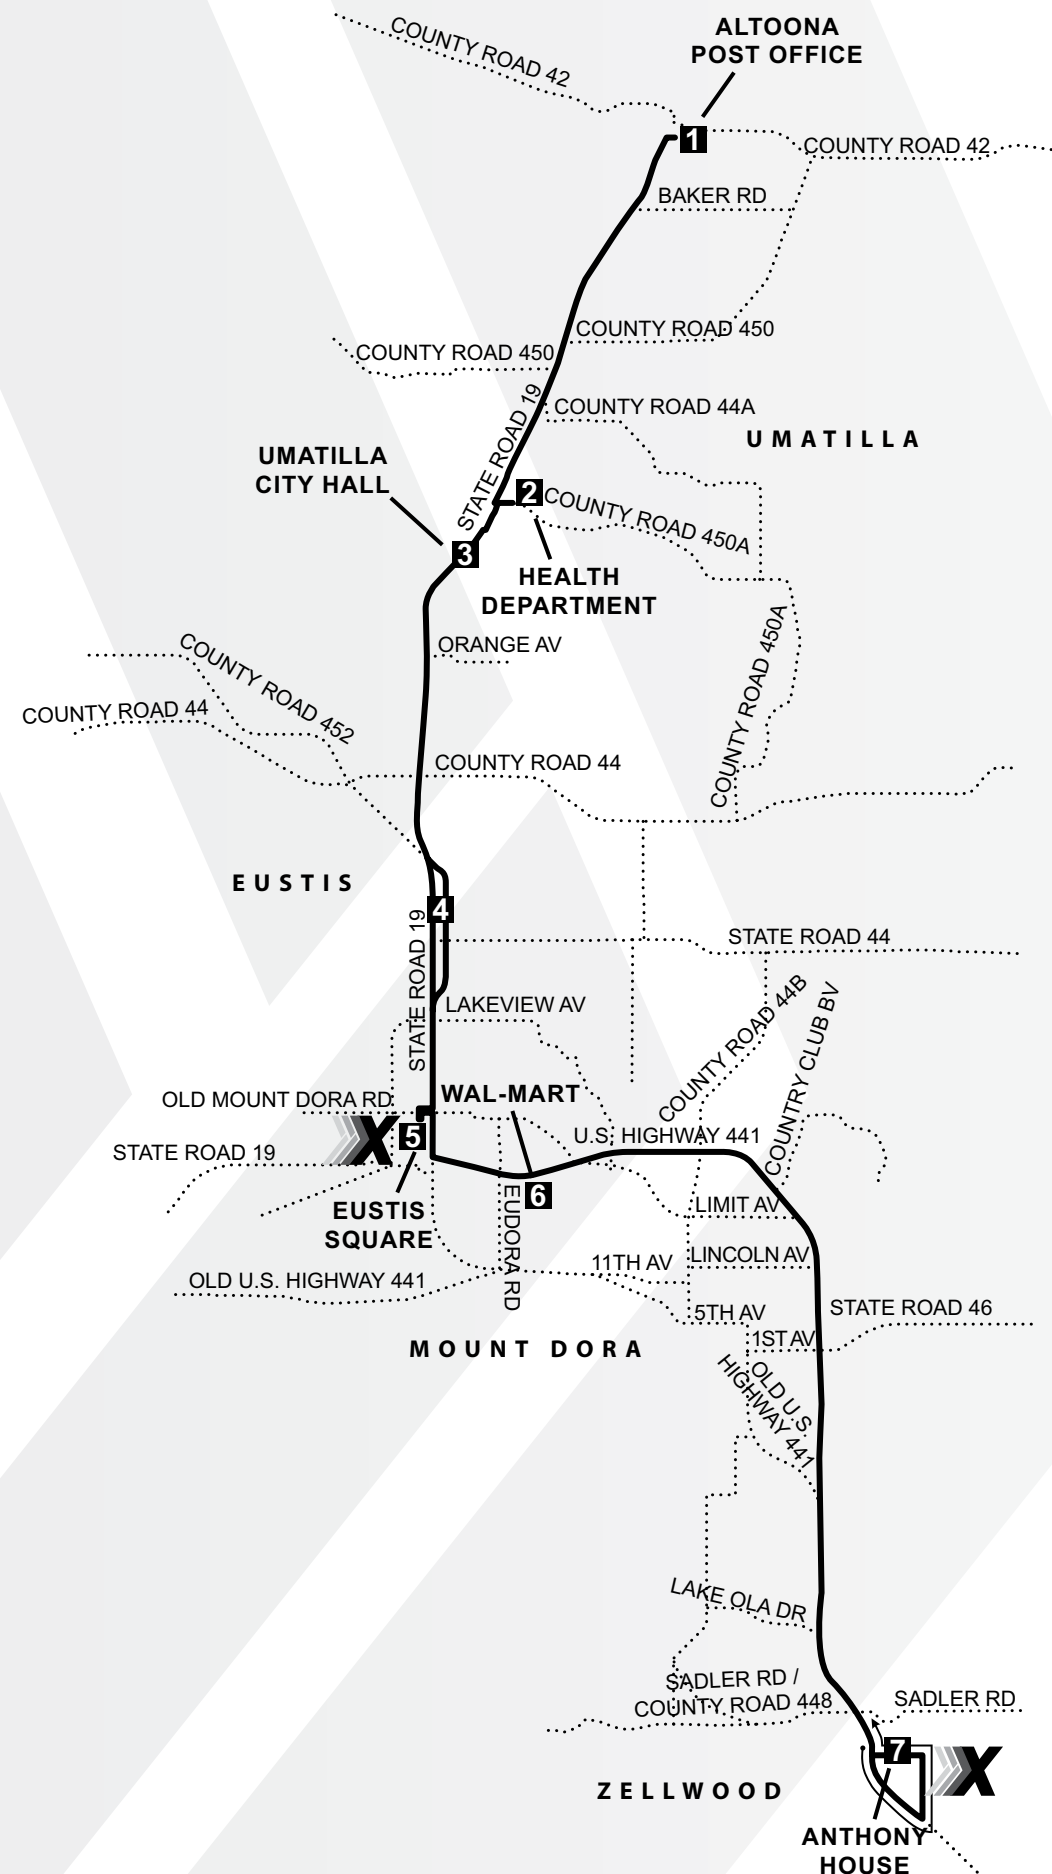 ALTOONA
POST OFFICE
COUNTY ROAD 42
1
COUNTY ROAD 42
BAKER RD
COUNTY ROAD 450
COUNTY ROAD 450
STATE ROAD 19
COUNTY ROAD 44A
UMATILLA
UMATILLA
CITY HALL
2
COUNTY ROAD 450A
3
HEALTH
DEPARTMENT
ORANGE AV
COUNTY ROAD 450A
COUNTY ROAD 452
COUNTY ROAD 44
COUNTY ROAD 44
EUSTIS
4
STATE ROAD 19
STATE ROAD 44
LAKEVIEW AV
COUNTY ROAD 44B
COUNTRY CLUB BV
OLD MOUNT DORA RD
WAL-MART
X
5
U.S. HIGHWAY 441
STATE ROAD 19
6
EUSTIS
SQUARE
EUDORA RD
LIMIT AV
LINCOLN AV
11TH AV
OLD U.S. HIGHWAY 441
5TH AV
STATE ROAD 46
1ST AV
MOUNT DORA
OLD U.S.
HIGHWAY 441
LAKE OLA DR
SADLER RD /
COUNTY ROAD 448
SADLER RD
7
X
ZELLWOOD
ANTHONY
HOUSE